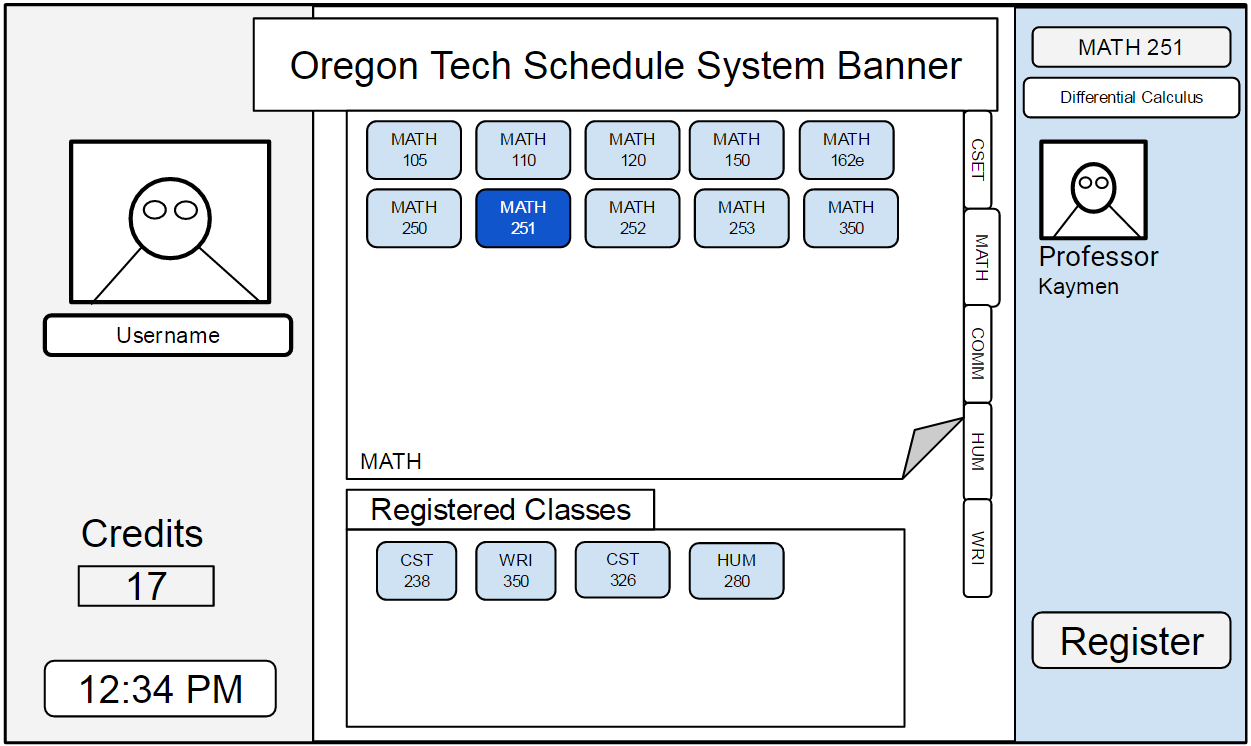 Oregon Tech Schedule System Banner
Username
Credits
17
12:34 PM
MATH
105
MATH
110
MATH
120
MATH
150
MATH
162e
MATH
250
MATH
251
MATH
252
MATH
253
MATH
350
MATH
CSET
MATH
COMM
HUM
WRI
Registered Classes
CST
238
WRI
350
CST
326
HUM
280
MATH 251
Differential Calculus
Professor
Kaymen
Register